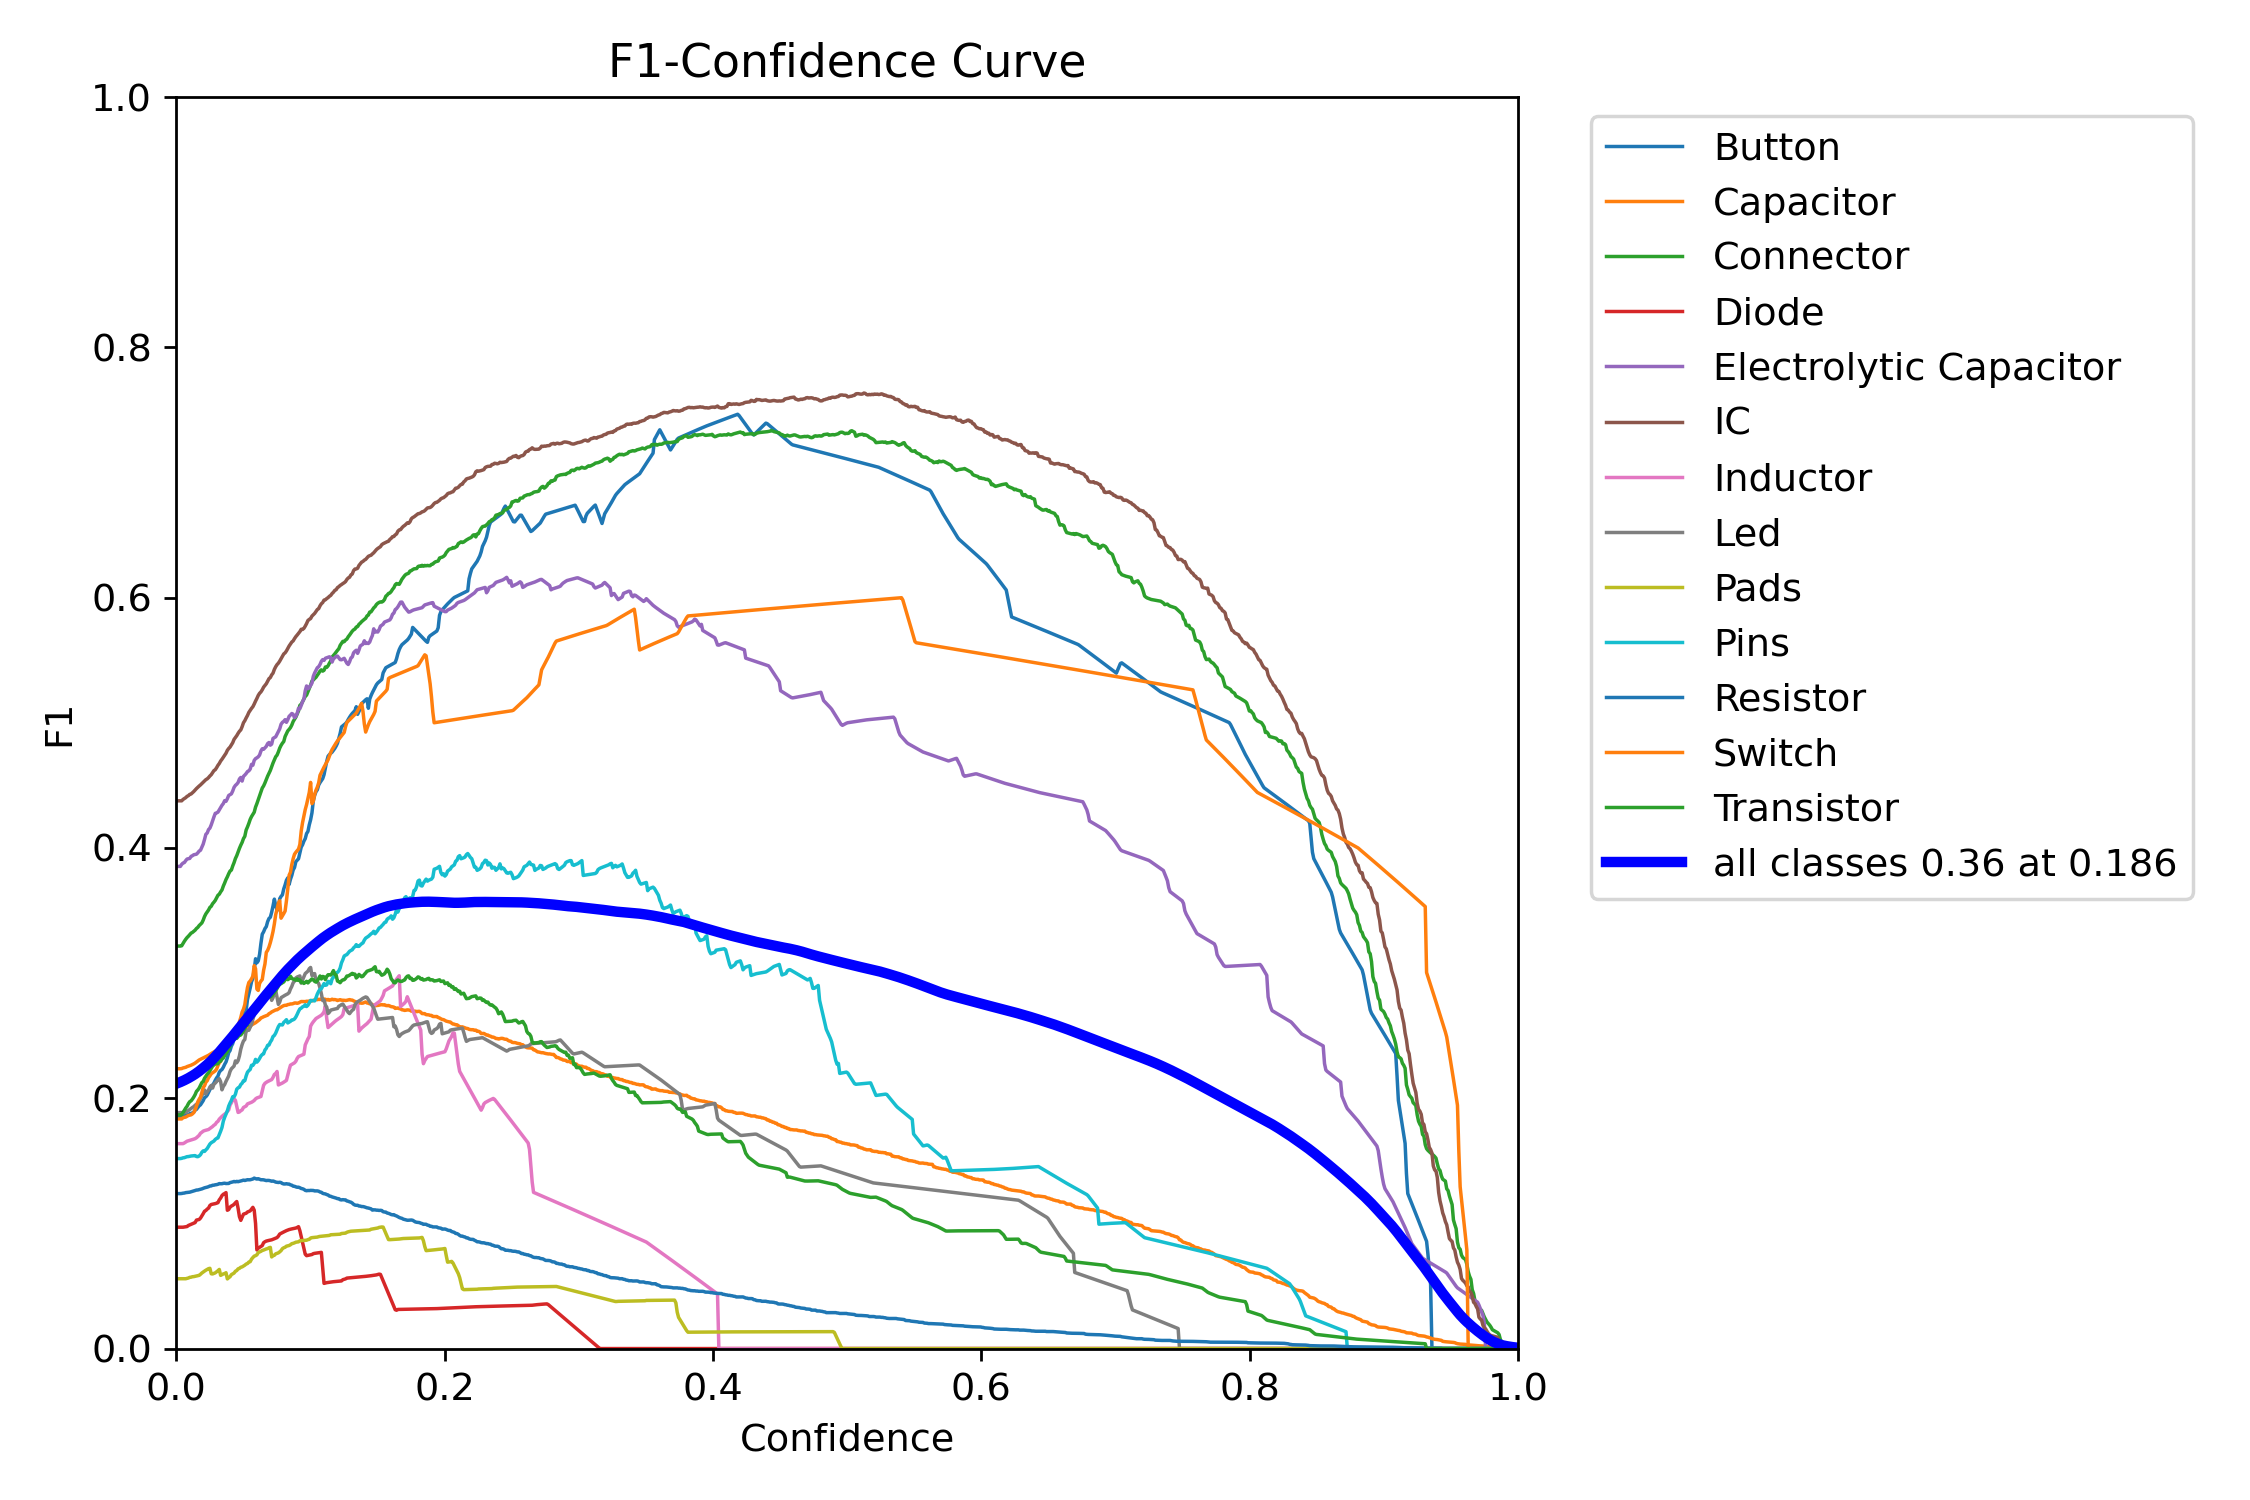 F1-Confidence Curve
1.0
0.8
0.6
0.4
0.2
0.0
F1
0.0 0.2 0.4 0.6 0.8 1.0
Confidence
Button
Capacitor
Connector
Diode
Electrolytic Capacitor
IC
Inductor
Led
Pads
Pins
Resistor
Switch
Transistor
all classes 0.36 at 0.186